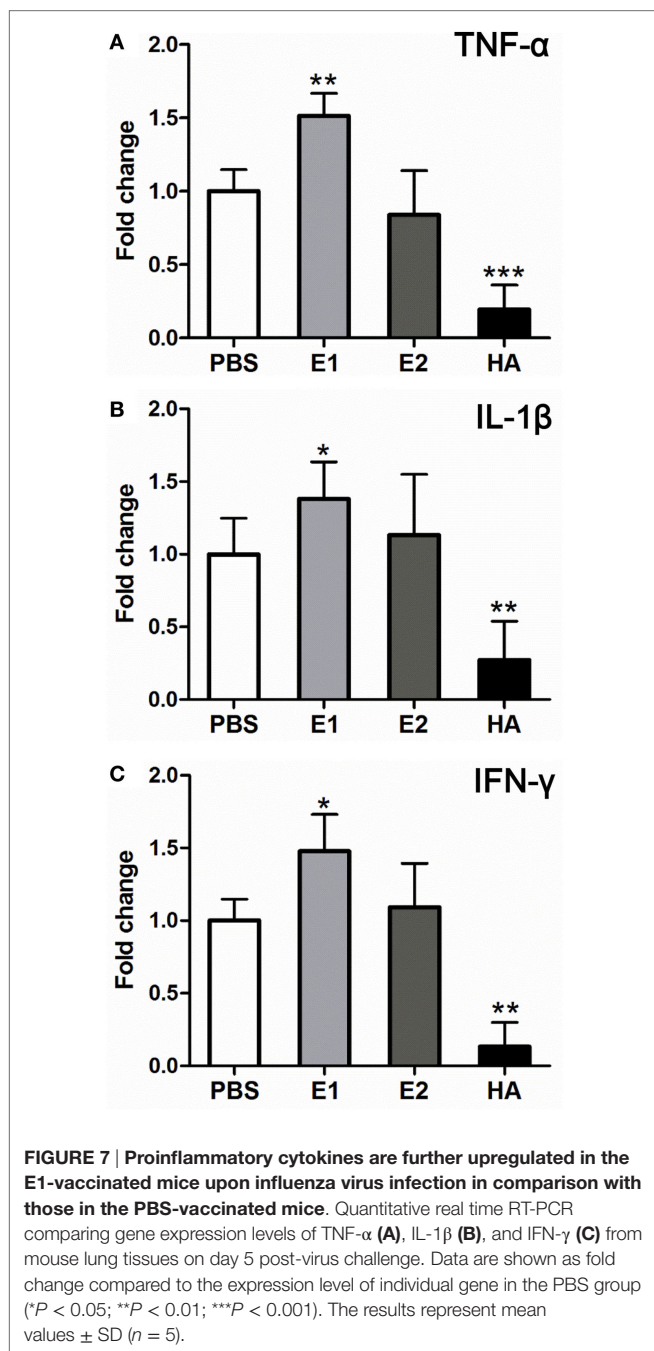 A
TNF-α
2.0
**
1.5
Fold change
1.0
0.5
***
0.0
PBS E1 E2 HA
B
IL-1β
2.0
*
1.5
Fold change
1.0
0.5
**
0.0
PBS E1 E2 HA
C
IFN-γ
2.0
*
1.5
Fold change
1.0
0.5
**
0.0
PBS E1 E2 HA
FIGURE 7 | Proinflammatory cytokines are further upregulated in the
E1-vaccinated mice upon influenza virus infection in comparison with
those in the PBS-vaccinated mice. Quantitative real time RT-PCR
comparing gene expression levels of TNF-α (A), IL-1β (B), and IFN-γ (C) from
mouse lung tissues on day 5 post-virus challenge. Data are shown as fold
change compared to the expression level of individual gene in the PBS group
(*P < 0.05; **P < 0.01; ***P < 0.001). The results represent mean
values ± SD (n = 5).